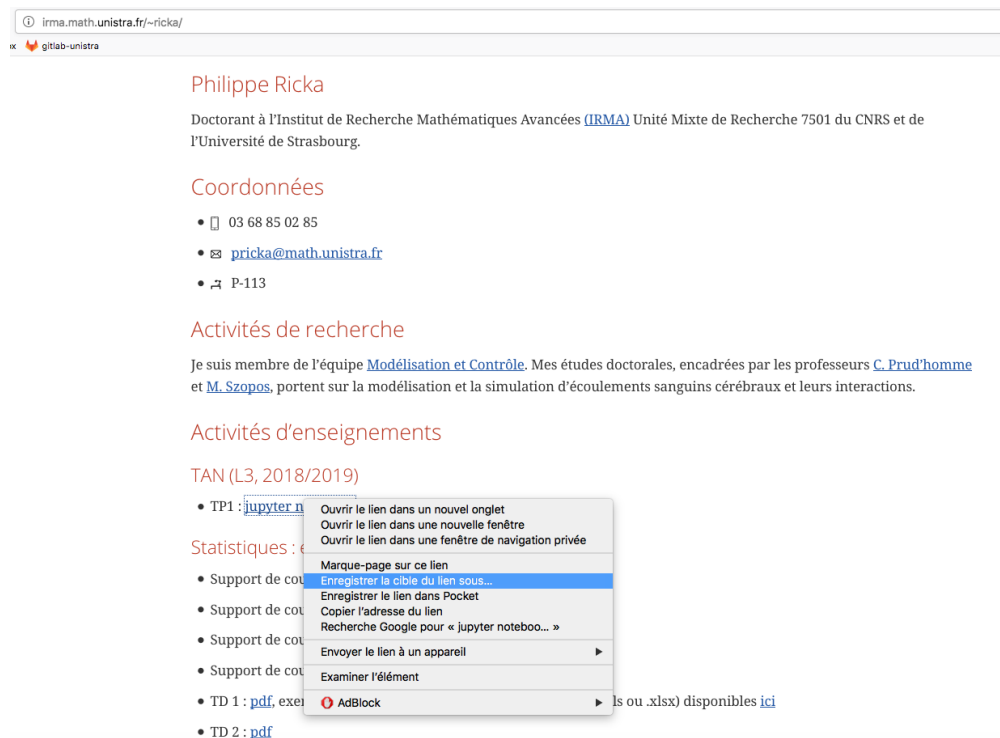 irma.math.unistra.fr/~ricka/
gitlab-unistra
Philippe Ricka
Doctorant à l'Institut de Recherche Mathématiques Avancées (IRMA) Unité Mixte de Recherche 7501 du CNRS et de
l'Université de Strasbourg.
Coordonnées
03 68 85 02 85
pricka@math.unistra.fr
P-113
Activités de recherche
Je suis membre de l'équipe Modélisation et Contrôle. Mes études doctorales, encadrées par les professeurs C. Prud'homme
et M. Szopos, portent sur la modélisation et la simulation d'écoulements sanguins cérébraux et leurs interactions.
Activités d'enseignements
TAN (L3, 2018/2019)
TP1 : jupyter n
Ouvrir le lien dans un nouvel onglet
Ouvrir le lien dans une nouvelle fenêtre
Ouvrir le lien dans une fenêtre de navigation privée
Statistiques :
Marque-page sur ce lien
Support de cou
Enregistrer la cible du lien sous...
Enregistrer le lien dans Pocket
Support de cou
Copier l'adresse du lien
Recherche Google pour « jupyter noteboo... »
Support de cou
Envoyer le lien à un appareil
Support de cou
Examiner l'élément
TD 1 : pdf, exer
AdBlock
ls ou .xlsx) disponibles ici
TD 2 : pdf